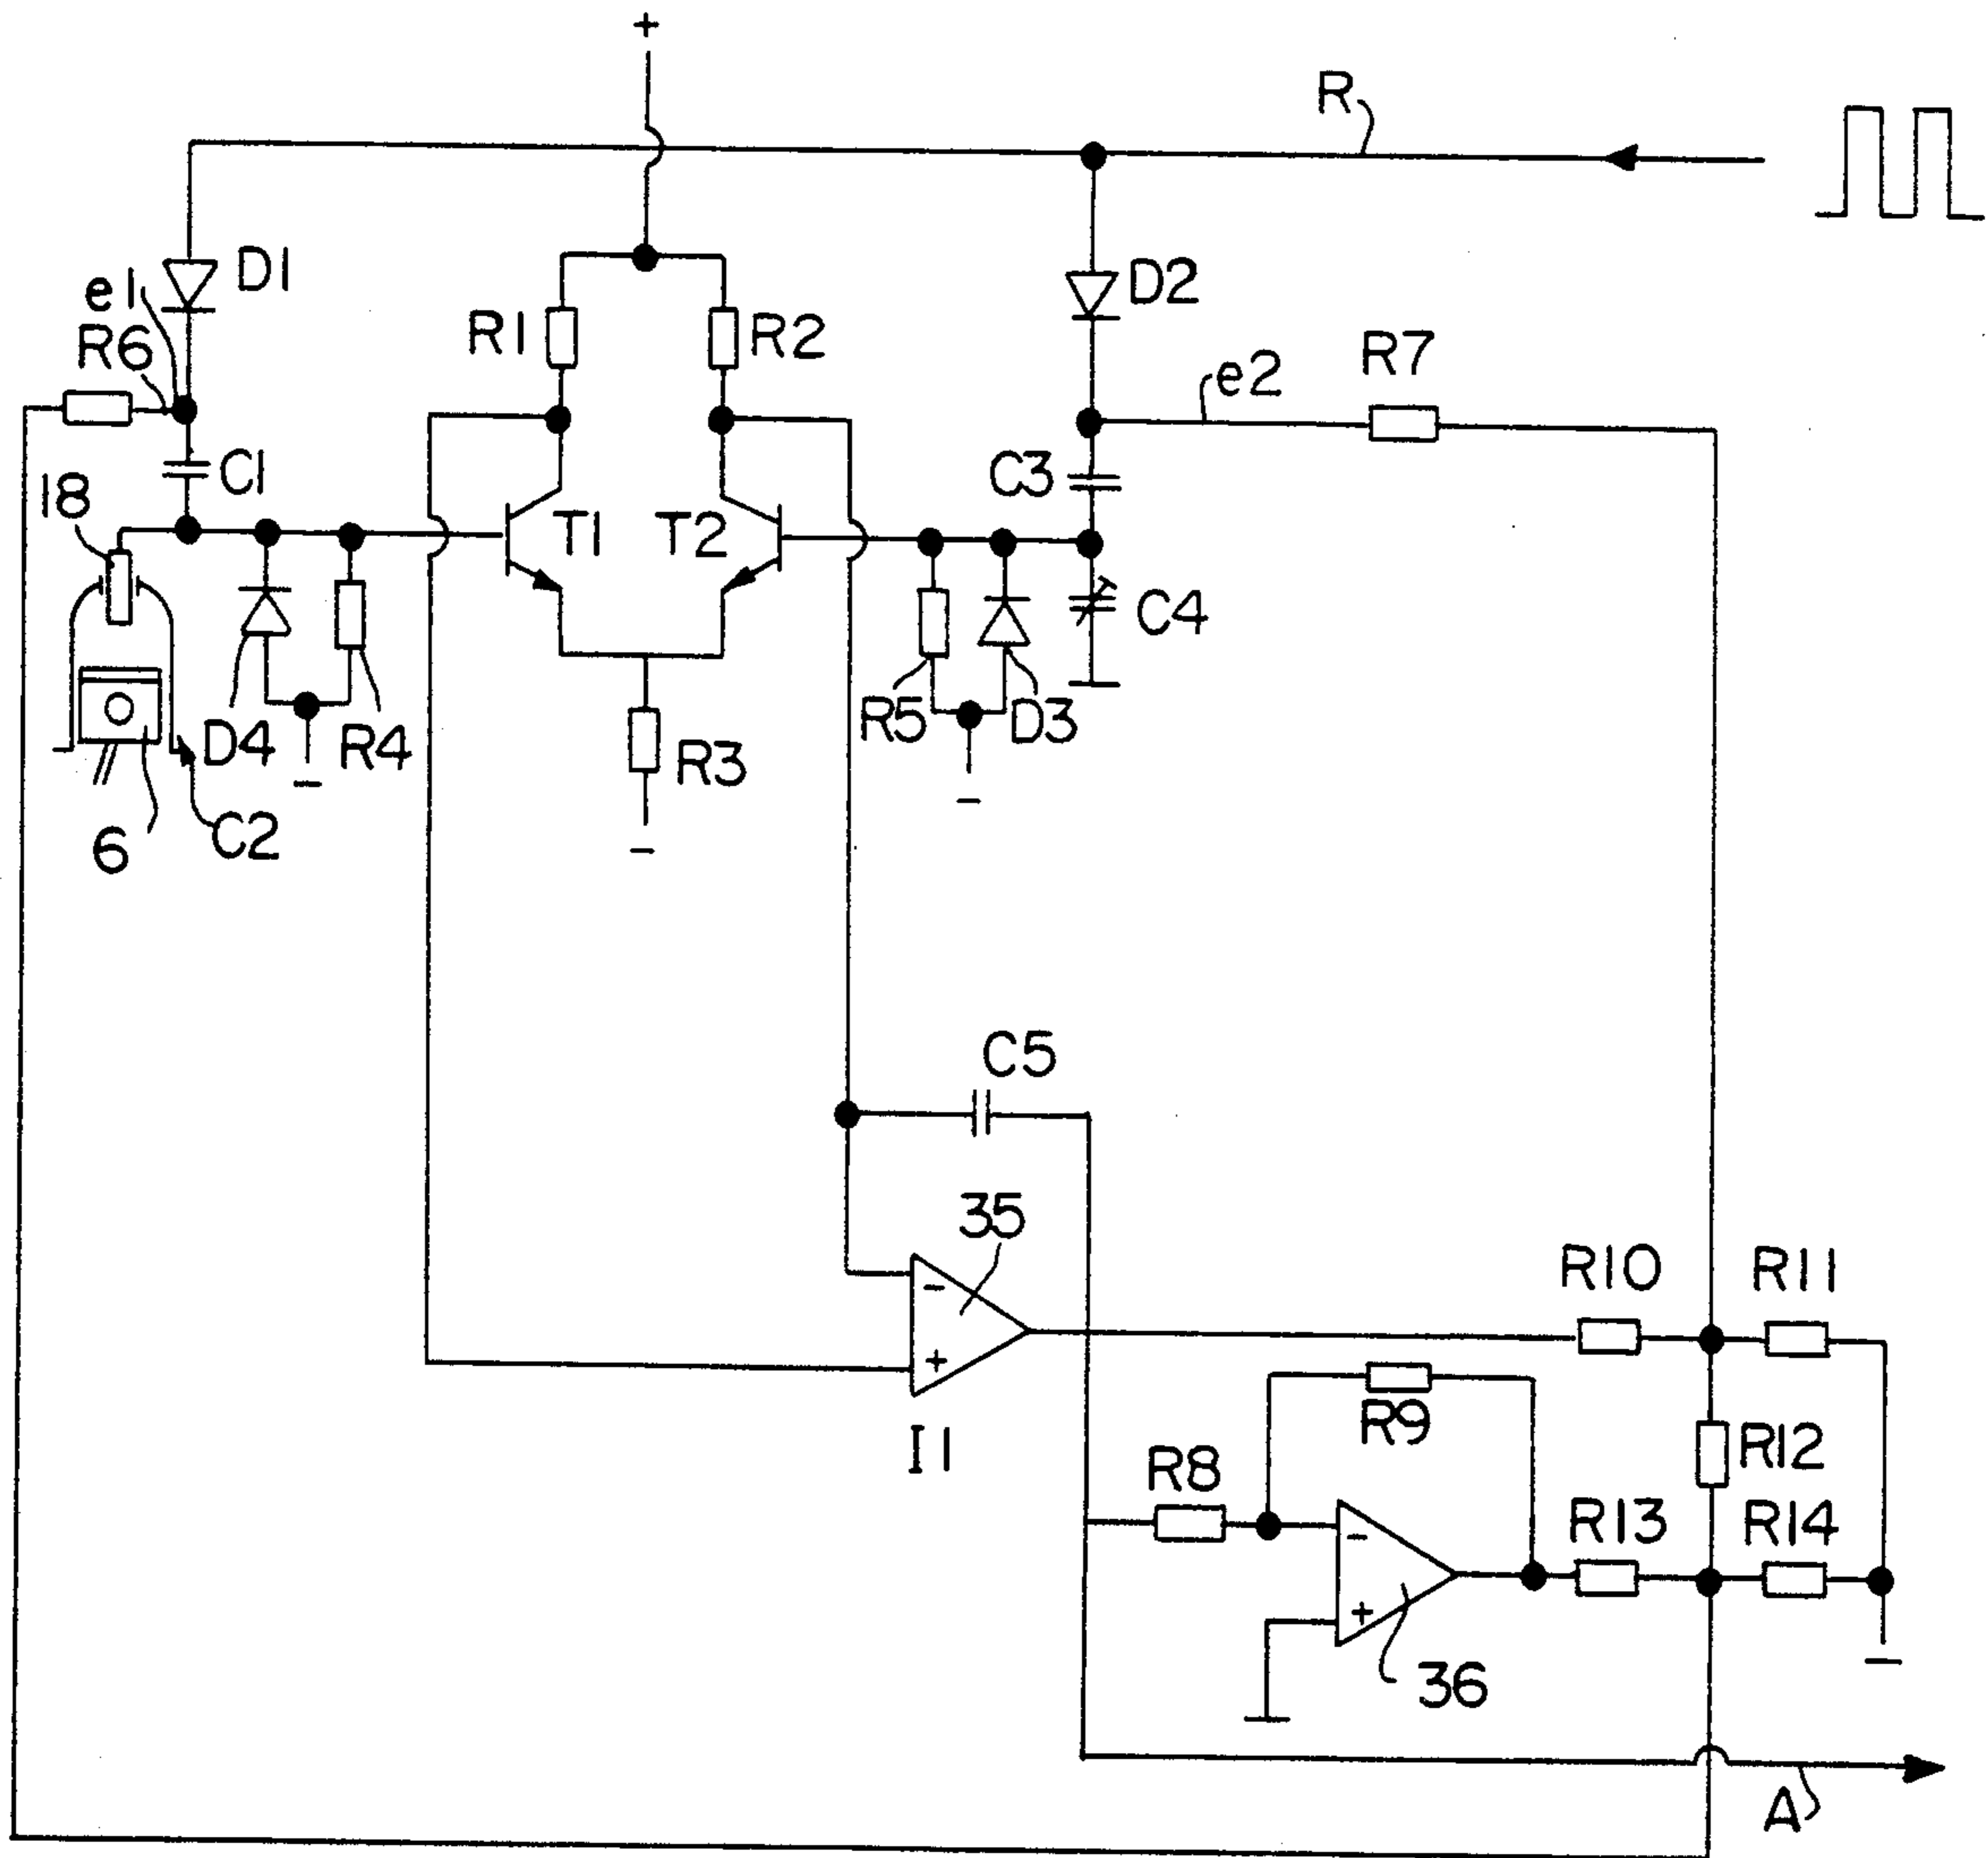 +
R
D1
e1
R6
R1
R2
D2
e2
R7
C1
18
T1
T2
C3
C4
D4
R4
R5
D3
R3
6
C2
-
-
-
C5
35
-
+
I1
R10
R11
R9
R12
R8
R13
R14
-
+
36
-
A